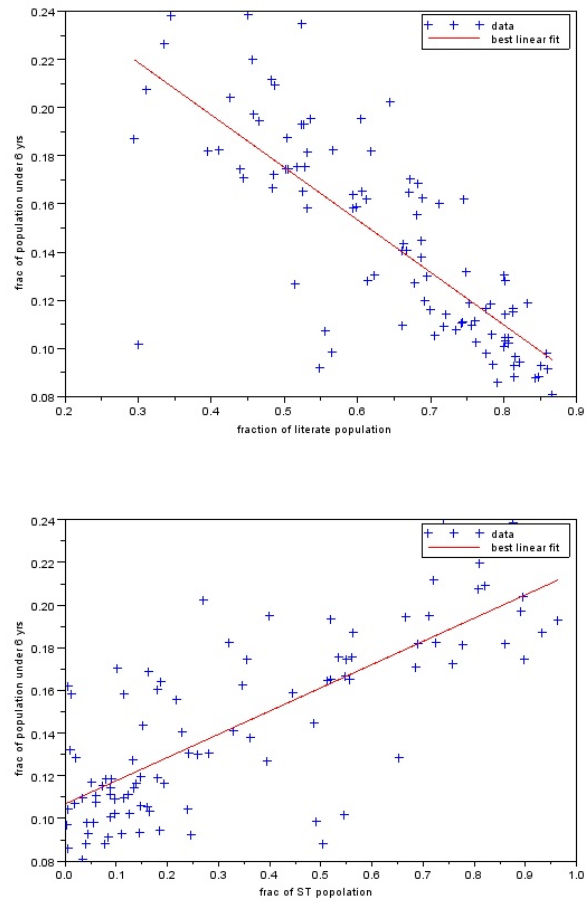 0.24
0.22
0.20
0.18
0.16
0.14
0.12
0.10
0.08
frac of population under 6 yrs
data
best linear fit
0.2 0.3 0.4 0.5 0.6 0.7 0.8 0.9
fraction of literate population
0.24
0.22
0.20
0.18
0.16
0.14
0.12
0.10
0.08
frac of population under 6 yrs
data
best linear fit
0.0 0.1 0.2 0.3 0.4 0.5 0.6 0.7 0.8 0.9 1.0
frac of ST popolation